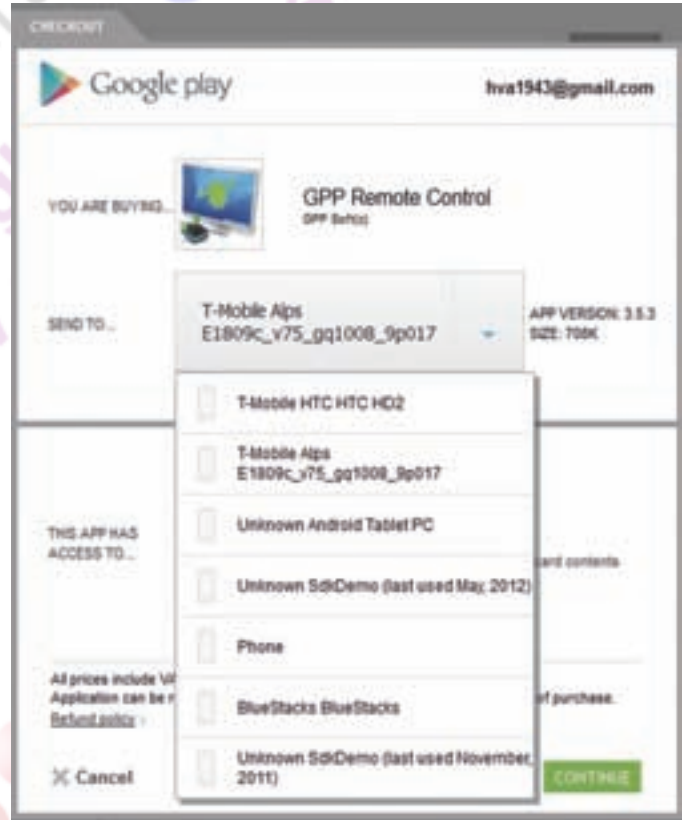 CHECKOUT
Google play
hva1943@gmail.com
YOU ARE BUYING...
GPP Remote Control
SEND TO...
T-Mobile Alps
E1809c_v75_gq1008_9p017
APP VERSION: 3.5.3
SIZE: 708K
T-Mobile HTC HTC HD2
T-Mobile Alps
E1809c_v75_gq1008_9p017
Unknown Android Tablet PC
THIS APP HAS
ACCESS TO...
card contents
Unknown SdkDemo (last used May, 2012)
Phone
All prices include VA
Application can be r
of purchase.
Refund policy
BlueStacks BlueStacks
Unknown SdkDemo (last used November,
2011)
Cancel
CONTINUE